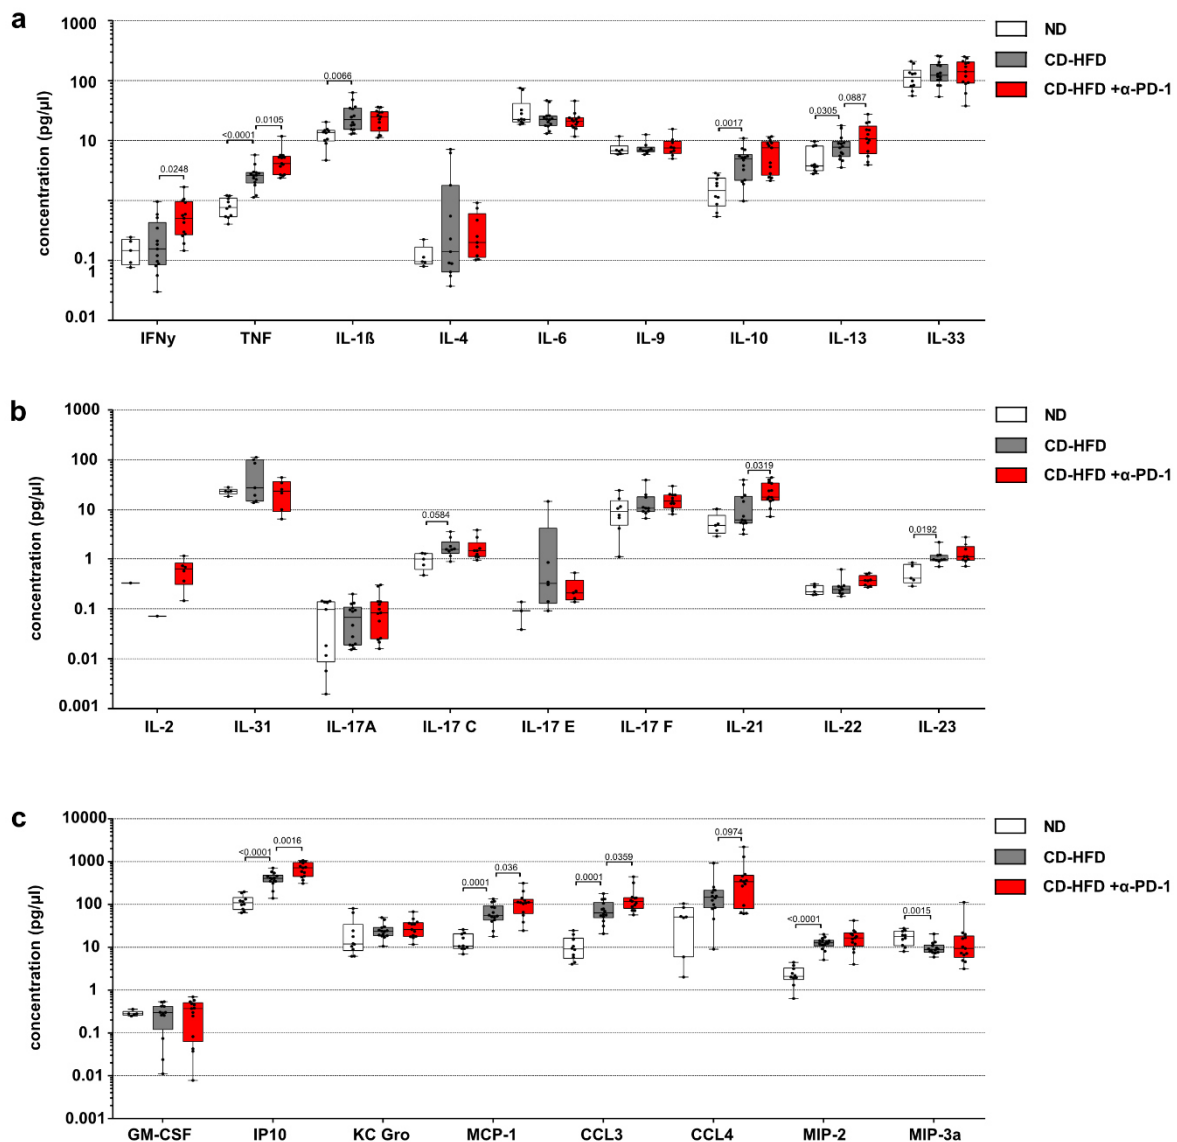 a
1000
100
10
0.1
1
0.01
concentration (pg/µl)
0.0248
<0.0001
0.0105
0.0066
0.0017
0.0305
0.0887
IFNy TNF IL-1ß IL-4 IL-6 IL-9 IL-10 IL-13 IL-33
ND
CD-HFD
CD-HFD +α-PD-1
b
1000
100
10
1
0.1
0.01
0.001
concentration (pg/µl)
0.0584
0.0319
0.0192
IL-2 IL-31 IL-17A IL-17 C IL-17 E IL-17 F IL-21 IL-22 IL-23
ND
CD-HFD
CD-HFD +α-PD-1
c
10000
1000
100
10
1
0.1
0.01
0.001
concentration (pg/µl)
<0.0001
0.0016
0.0001
0.036
0.0001
0.0359
0.0974
<0.0001
0.0015
GM-CSF IP10 KC Gro MCP-1 CCL3 CCL4 MIP-2 MIP-3a
ND
CD-HFD
CD-HFD +α-PD-1